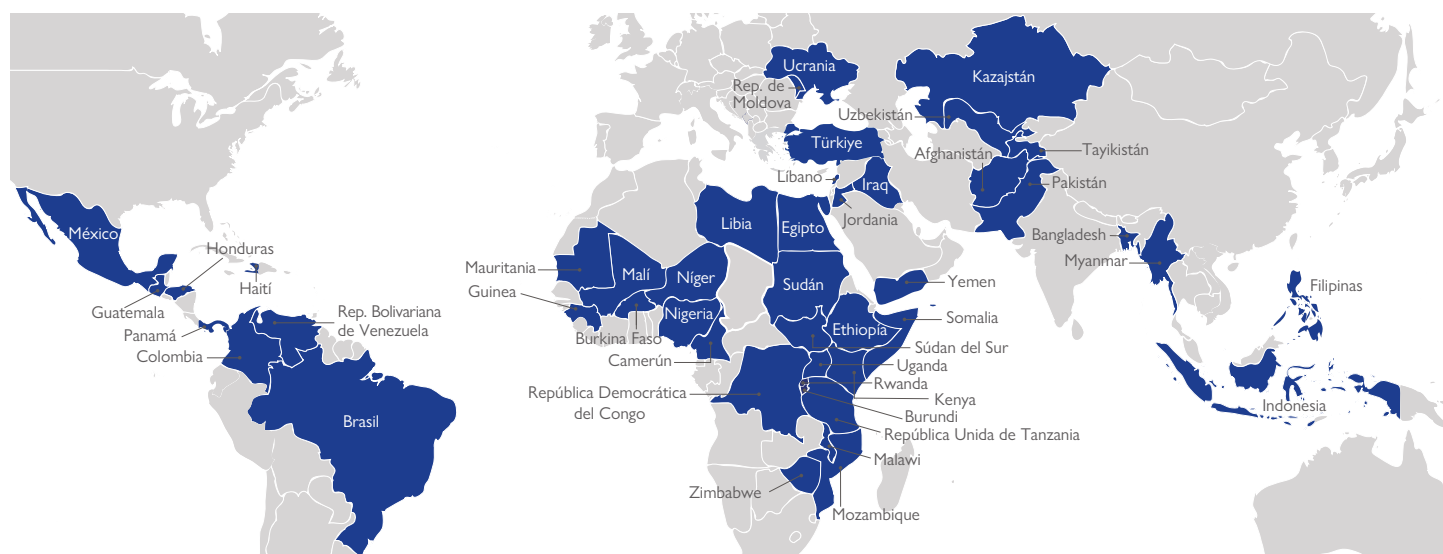 México
Honduras
Haití
Guatemala
Panamá
Colombia
Rep. Bolivariana
de Venezuela
Brasil
Ucrania
Rep. de
Moldova
Türkiye
Líbano
Iraq
Jordania
Kazajstán
Uzbekistán
Afghanistán
Tayikistán
Pakistán
Bangladesh
Myanmar
Filipinas
Indonesia
Libia
Egipto
Mauritania
Malí
Níger
Sudán
Yemen
Guinea
Nigeria
Burkina Faso
Camerún
Ethiopía
Somalia
Súdan del Sur
Uganda
Rwanda
Kenya
Burundi
República Democrática
del Congo
República Unida de Tanzania
Malawi
Zimbabwe
Mozambique